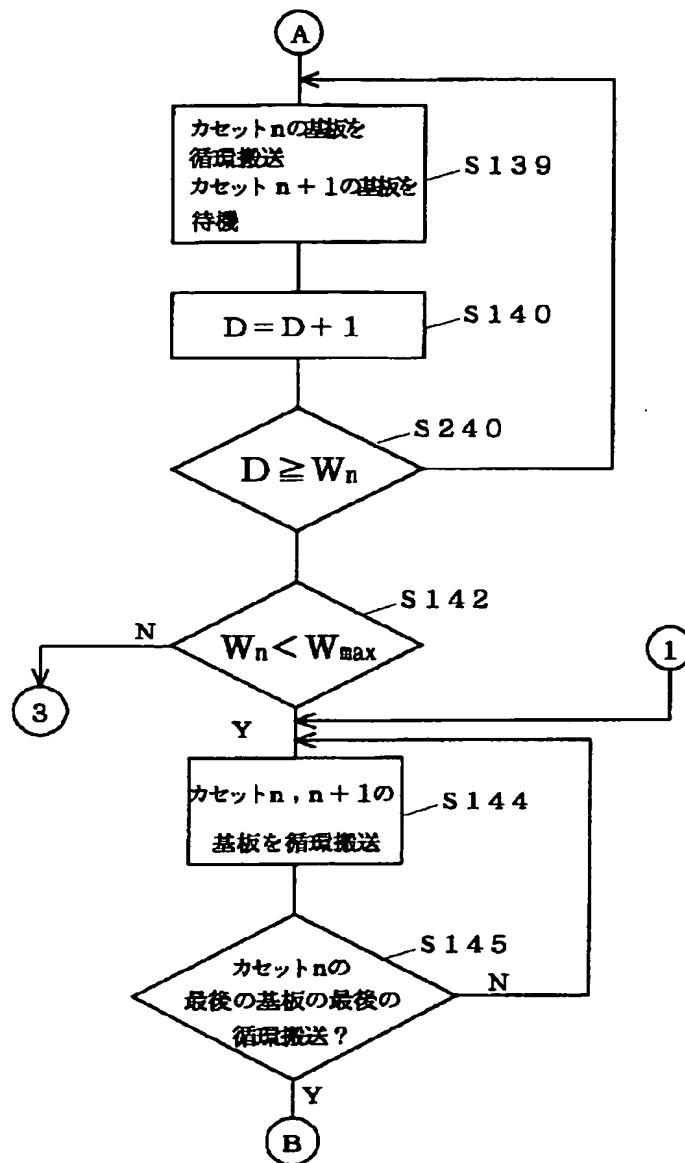 A
カセットnの基板を
循環搬送
カセットn+1の基板を
待機
S139
D=D+1
S140
S240
D≧Wn
S142
N
Wn<Wmax
1
3
Y
カセットn,n+1の
基板を循環搬送
S144
S145
カセットnの
最後の基板の最後の
循環搬送?
N
Y
B